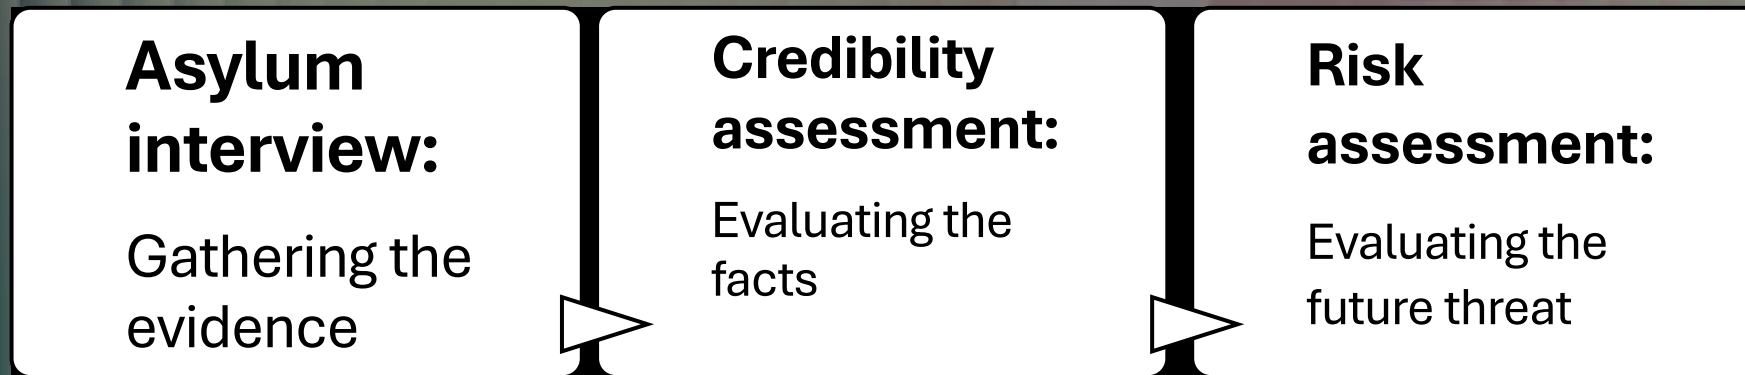 Asylum
interview:
Gathering the
evidence
Credibility
assessment:
Evaluating the
facts
Risk
assessment:
Evaluating the
future threat